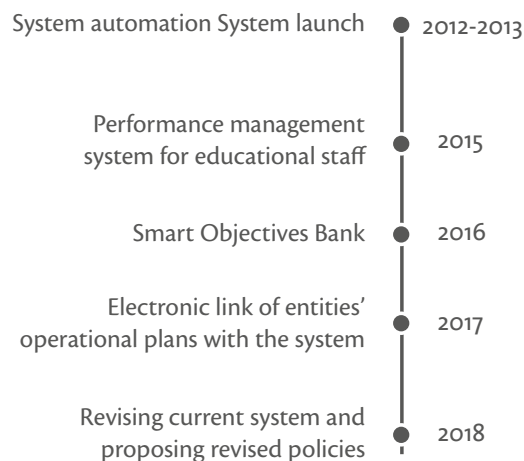 System automation System launch
2012-2013
Performance management
system for educational staff
2015
Smart Objectives Bank
2016
Electronic link of entities’
operational plans with the system
2017
Revising current system and
proposing revised policies
2018